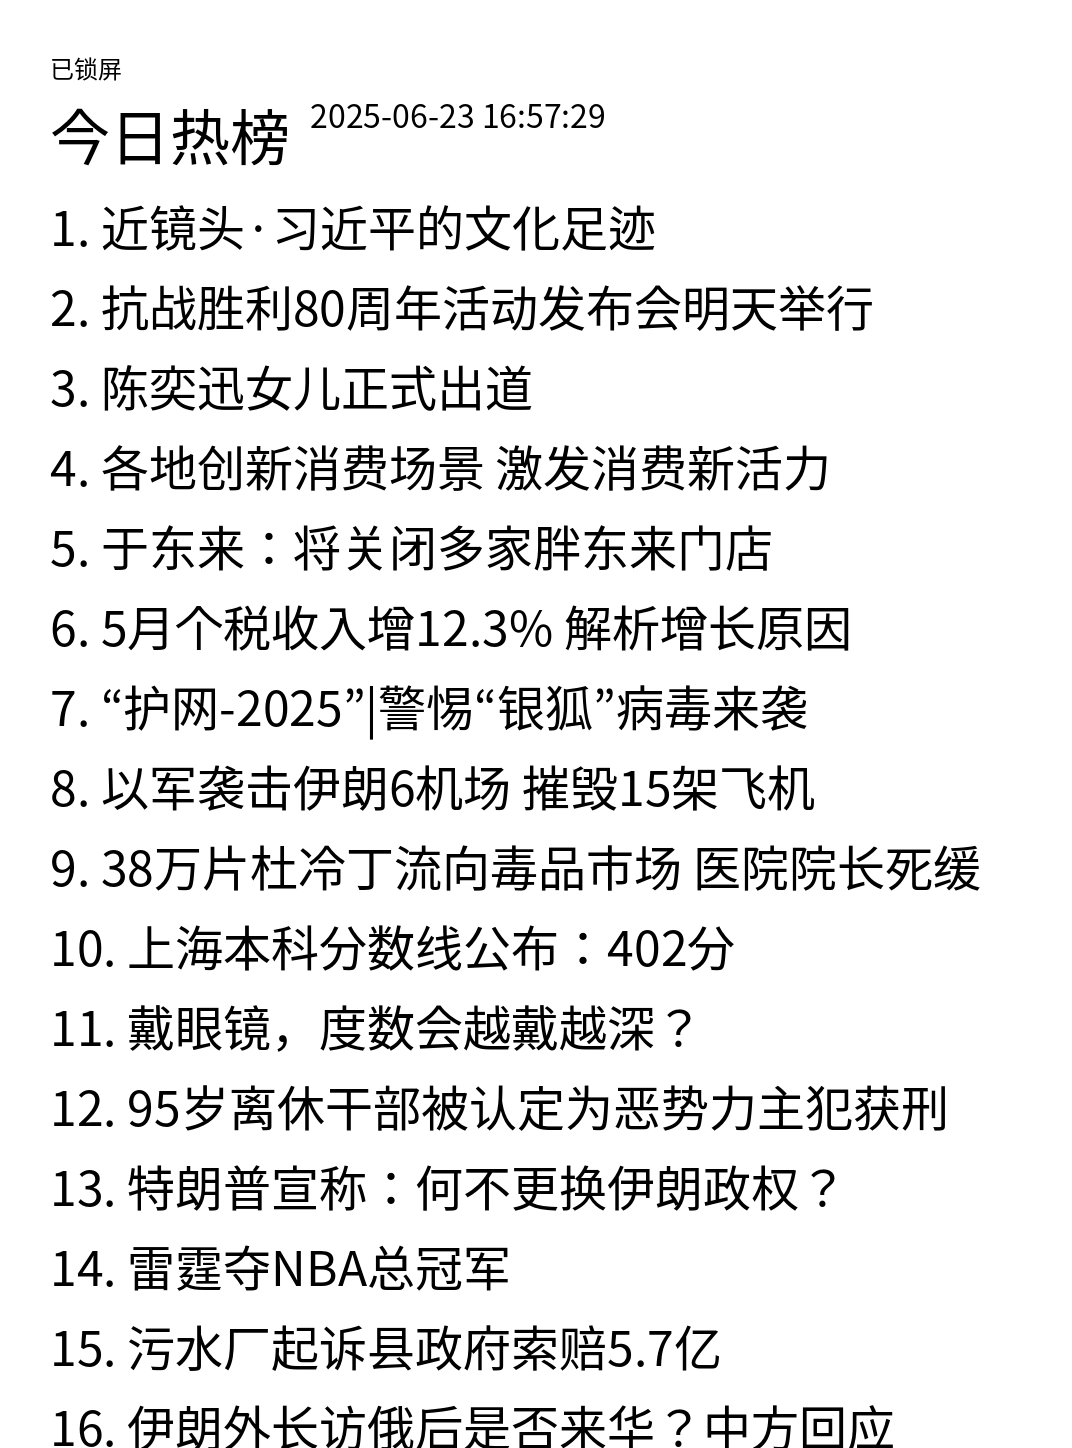 已锁屏
今日热榜 2025-06-23 16:57:29
1. 近镜头·习近平的文化足迹
2. 抗战胜利80周年活动发布会明天举行
3. 陈奕迅女儿正式出道
4. 各地创新消费场景 激发消费新活力
5. 于东来：将关闭多家胖东来门店
6. 5月个税收入增12.3% 解析增长原因
7. “护网-2025”|警惕“银狐”病毒来袭
8. 以军袭击伊朗6机场 摧毁15架飞机
9. 38万片杜冷丁流向毒品市场 医院院长死缓
10. 上海本科分数线公布：402分
11. 戴眼镜，度数会越戴越深？
12. 95岁离休干部被认定为恶势力主犯获刑
13. 特朗普宣称：何不更换伊朗政权？
14. 雷霆夺NBA总冠军
15. 污水厂起诉县政府索赔5.7亿
16. 伊朗外长访俄后是否来华？中方回应